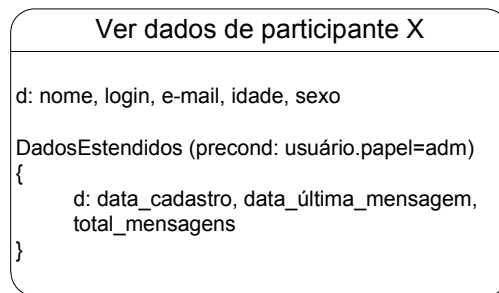 Ver dados de participante X
d: nome, login, e-mail, idade, sexo
DadosEstendidos (precond: usuário.papel=adm)
{
d: data_cadastro, data_última_mensagem,
total_mensagens
}